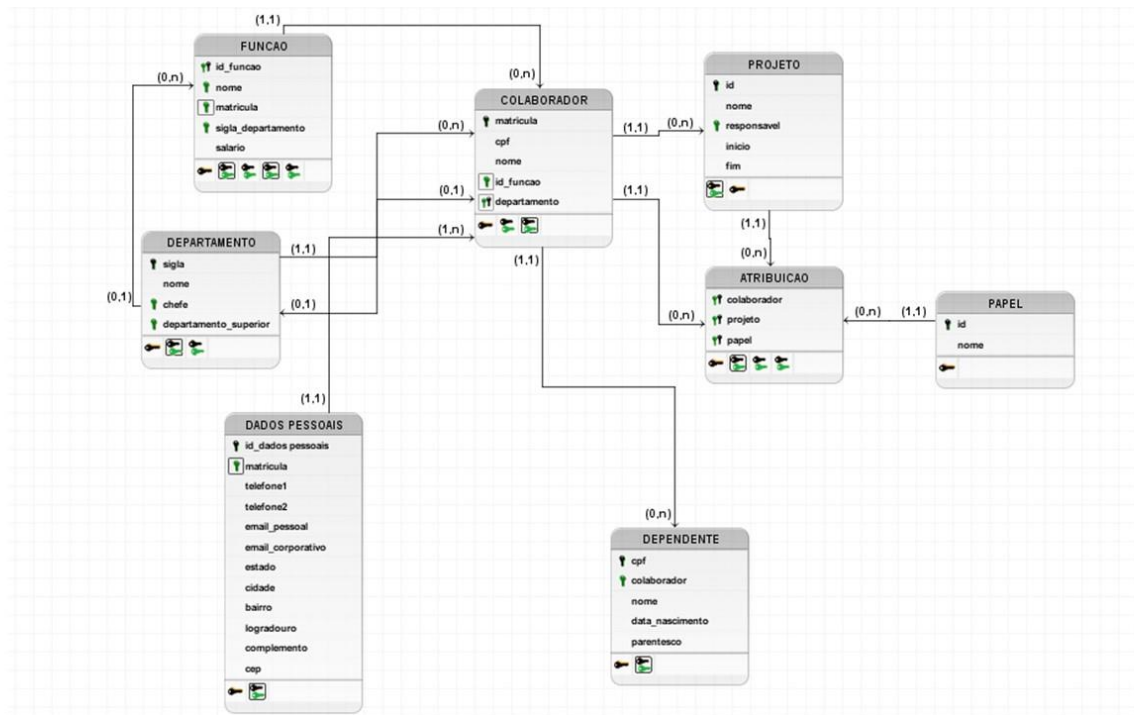 (1,1)
FUNCAO
id_funcao
nome
matricula
sigla_departamento
salario
(0,n)
(0,n)
COLABORADOR
matricula
cpf
nome
id_funcao
departamento
(0,n)
(0,1)
(1,n)
(1,1)
(0,n)
(1,1)
(1,1)
PROJETO
id
nome
responsavel
inicio
fim
(1,1)
(0,n)
DEPARTAMENTO
sigla
nome
chefe
departamento_superior
(1,1)
(0,1)
(0,1)
ATRIBUICAO
colaborador
projeto
papel
(0,n)
(0,n)
(1,1)
PAPEL
id
nome
(1,1)
DADOS PESSOAIS
id_dados pessoais
matricula
telefone1
telefone2
email_pessoal
email_corporativo
estado
cidade
bairro
logradouro
complemento
cep
(0,n)
DEPENDENTE
cpf
colaborador
nome
data_nascimento
parentesco